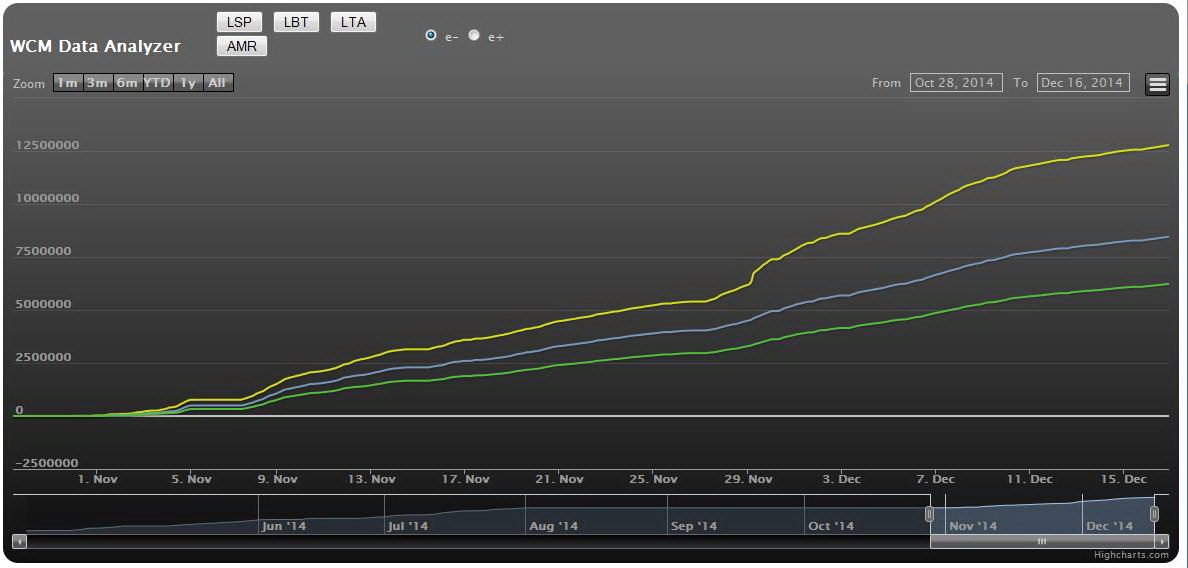 LSP LBT LTA
WCM Data Analyzer AMR e- e+
Zoom 1m 3m 6m YTD 1y All From Oct 28, 2014 To Dec 16, 2014
12500000
10000000
7500000
5000000
2500000
0
-2500000
1. Nov 5. Nov 9. Nov 13. Nov 17. Nov 21. Nov 25. Nov 29. Nov 3. Dec 7. Dec 11. Dec 15. Dec
Jun '14 Jul '14 Aug '14 Sep '14 Oct '14 Nov '14 Dec '14
Highcharts.com